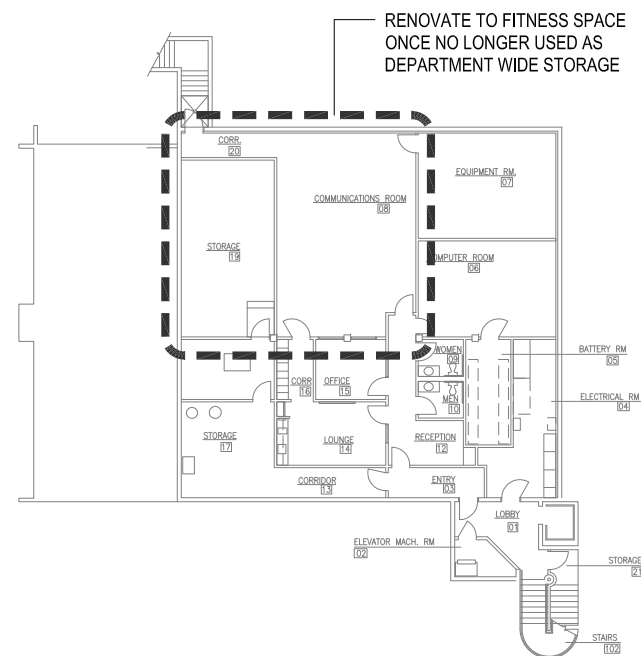 RENOVATE TO FITNESS SPACE
ONCE NO LONGER USED AS
DEPARTMENT WIDE STORAGE
CORR.
20
EQUIPMENT RM.
07
COMMUNICATIONS ROOM
08
STORAGE
19
COMPUTER ROOM
06
WOMEN
09
BATTERY RM
05
CORR
16
OFFICE
15
MEN
10
ELECTRICAL RM
04
STORAGE
17
LOUNGE
14
RECEPTION
12
CORRIDOR
13
ENTRY
03
LOBBY
01
ELEVATOR MACH. RM
02
STORAGE
21
STAIRS
102